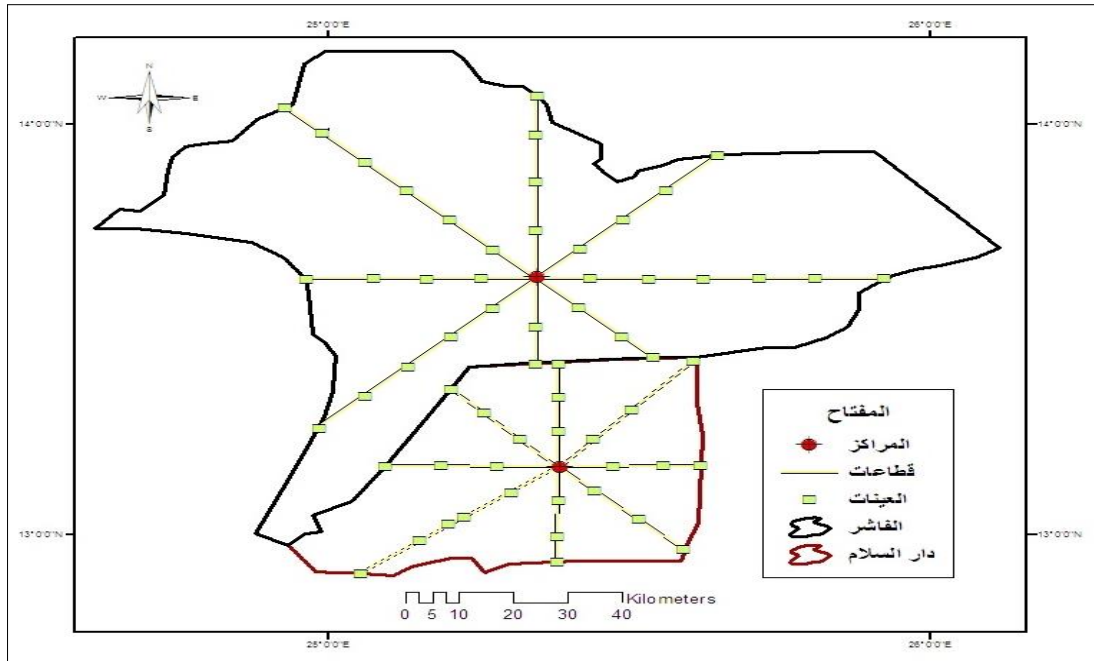 25°0'0"E 26°0'0"E
N
W E
S
14°0'0"N 14°0'0"N
المفتاح
المراكز
قطاعات
العينات
الفاشر
دار السلام
13°0'0"N 13°0'0"N
Kilometers
0 5 10 20 30 40
25°0'0"E 26°0'0"E